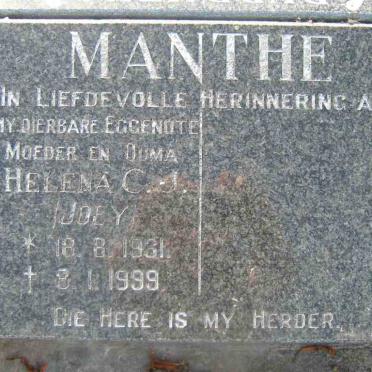 MANTHE
IN LIEFDEVOLLE HERINNERING A
MY DIERBARE EGGENOTE
MOEDER EN OUMA
HELENA C. J.
(JOEY)
* 18. 8. 1931.
† 8. 1. 1999
DIE HERE IS MY HERDER.